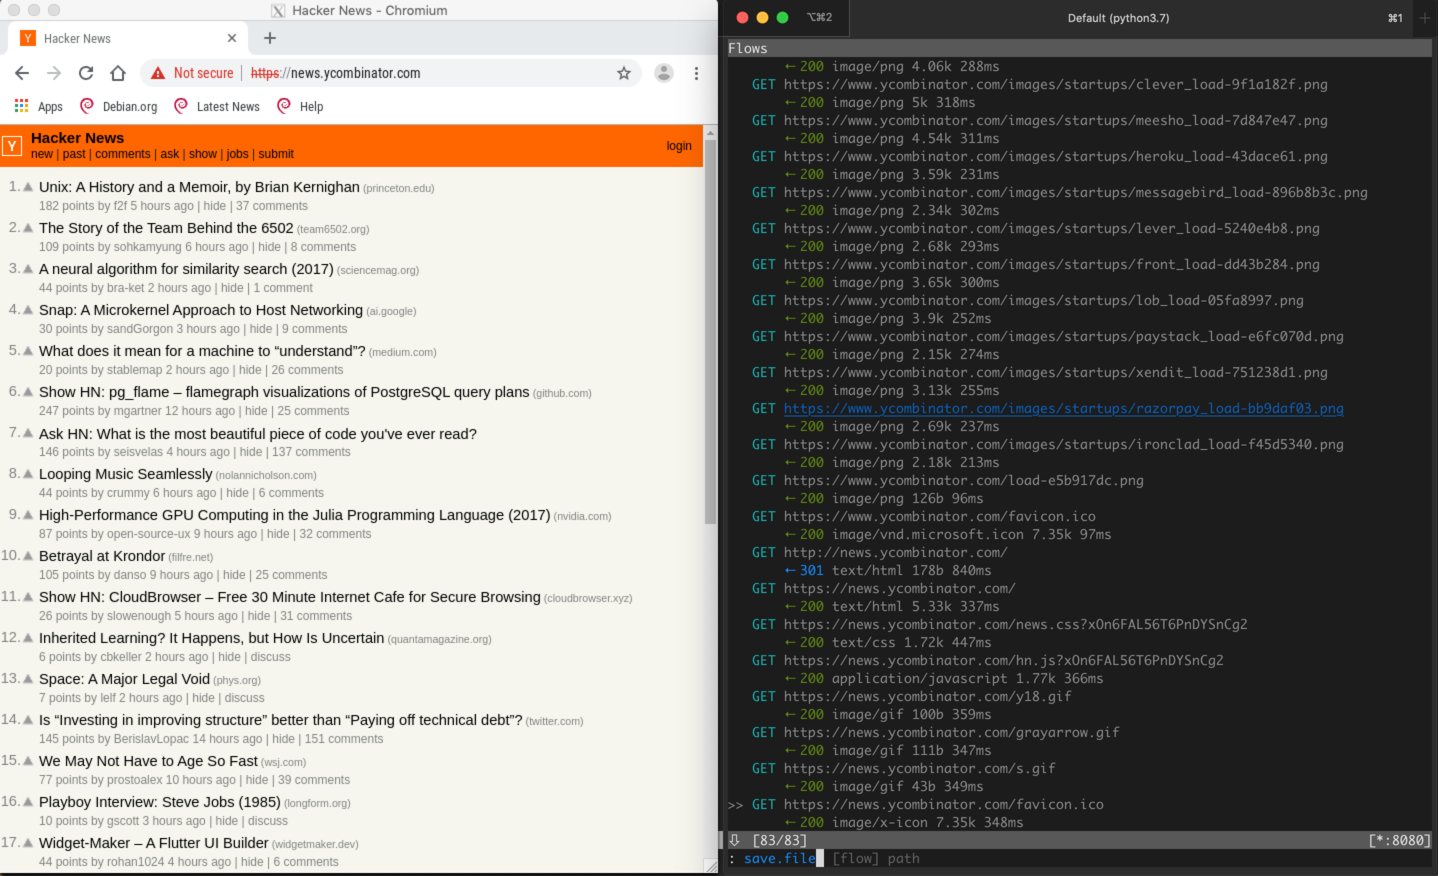 Hacker News - Chromium
Y Hacker News
Not secure https://news.ycombinator.com
Apps Debian.org Latest News Help
Y
Hacker News
new | past | comments | ask | show | jobs | submit
login
1. Unix: A History and a Memoir, by Brian Kernighan (princeton.edu)
182 points by f2f 5 hours ago | hide | 37 comments
2. The Story of the Team Behind the 6502 (team6502.org)
109 points by sohkamyung 6 hours ago | hide | 8 comments
3. A neural algorithm for similarity search (2017) (sciencemag.org)
44 points by bra-ket 2 hours ago | hide | 1 comment
4. Snap: A Microkernel Approach to Host Networking (ai.google)
30 points by sandGorgon 3 hours ago | hide | 9 comments
5. What does it mean for a machine to “understand”? (medium.com)
20 points by stablemap 2 hours ago | hide | 26 comments
6. Show HN: pg_flame – flamegraph visualizations of PostgreSQL query plans (github.com)
247 points by mgartner 12 hours ago | hide | 25 comments
7. Ask HN: What is the most beautiful piece of code you've ever read?
146 points by seisvelas 4 hours ago | hide | 137 comments
8. Looping Music Seamlessly (nolannicholson.com)
44 points by crummy 6 hours ago | hide | 6 comments
9. High-Performance GPU Computing in the Julia Programming Language (2017) (nvidia.com)
87 points by open-source-ux 9 hours ago | hide | 32 comments
10. Betrayal at Krondor (filfre.net)
105 points by danso 9 hours ago | hide | 25 comments
11. Show HN: CloudBrowser – Free 30 Minute Internet Cafe for Secure Browsing (cloudbrowser.xyz)
26 points by slowenough 5 hours ago | hide | 31 comments
12. Inherited Learning? It Happens, but How Is Uncertain (quantamagazine.org)
6 points by cbkeller 2 hours ago | hide | discuss
13. Space: A Major Legal Void (phys.org)
7 points by lelf 2 hours ago | hide | discuss
14. Is “Investing in improving structure” better than “Paying off technical debt”? (twitter.com)
145 points by BerislavLopac 14 hours ago | hide | 151 comments
15. We May Not Have to Age So Fast (wsj.com)
77 points by prostoalex 10 hours ago | hide | 39 comments
16. Playboy Interview: Steve Jobs (1985) (longform.org)
10 points by gscott 3 hours ago | hide | discuss
17. Widget-Maker – A Flutter UI Builder (widgetmaker.dev)
44 points by rohan1024 4 hours ago | hide | 6 comments
⌥⌘2 Default (python3.7) ⌘1
Flows
← 200 image/png 4.06k 288ms
GET https://www.ycombinator.com/images/startups/clever_load-9f1a182f.png
← 200 image/png 5k 318ms
GET https://www.ycombinator.com/images/startups/meesho_load-7d847e47.png
← 200 image/png 4.54k 311ms
GET https://www.ycombinator.com/images/startups/heroku_load-43dace61.png
← 200 image/png 3.59k 231ms
GET https://www.ycombinator.com/images/startups/messagebird_load-896b8b3c.png
← 200 image/png 2.34k 302ms
GET https://www.ycombinator.com/images/startups/lever_load-5240e4b8.png
← 200 image/png 2.68k 293ms
GET https://www.ycombinator.com/images/startups/front_load-dd43b284.png
← 200 image/png 3.65k 300ms
GET https://www.ycombinator.com/images/startups/lob_load-05fa8997.png
← 200 image/png 3.9k 252ms
GET https://www.ycombinator.com/images/startups/paystack_load-e6fc070d.png
← 200 image/png 2.15k 274ms
GET https://www.ycombinator.com/images/startups/xendit_load-751238d1.png
← 200 image/png 3.13k 255ms
GET https://www.ycombinator.com/images/startups/razorpay_load-bb9daf03.png
← 200 image/png 2.69k 237ms
GET https://www.ycombinator.com/images/startups/ironclad_load-f45d5340.png
← 200 image/png 2.18k 213ms
GET https://www.ycombinator.com/load-e5b917dc.png
← 200 image/png 126b 96ms
GET https://www.ycombinator.com/favicon.ico
← 200 image/vnd.microsoft.icon 7.35k 97ms
GET http://news.ycombinator.com/
← 301 text/html 178b 840ms
GET https://news.ycombinator.com/
← 200 text/html 5.33k 337ms
GET https://news.ycombinator.com/news.css?xOn6FAL56T6PnDYSnCg2
← 200 text/css 1.72k 447ms
GET https://news.ycombinator.com/hn.js?xOn6FAL56T6PnDYSnCg2
← 200 application/javascript 1.77k 366ms
GET https://news.ycombinator.com/y18.gif
← 200 image/gif 100b 359ms
GET https://news.ycombinator.com/grayarrow.gif
← 200 image/gif 111b 347ms
GET https://news.ycombinator.com/s.gif
← 200 image/gif 43b 349ms
>> GET https://news.ycombinator.com/favicon.ico
← 200 image/x-icon 7.35k 348ms
⇩ [83/83] [*:8080]
: save.file [flow] path